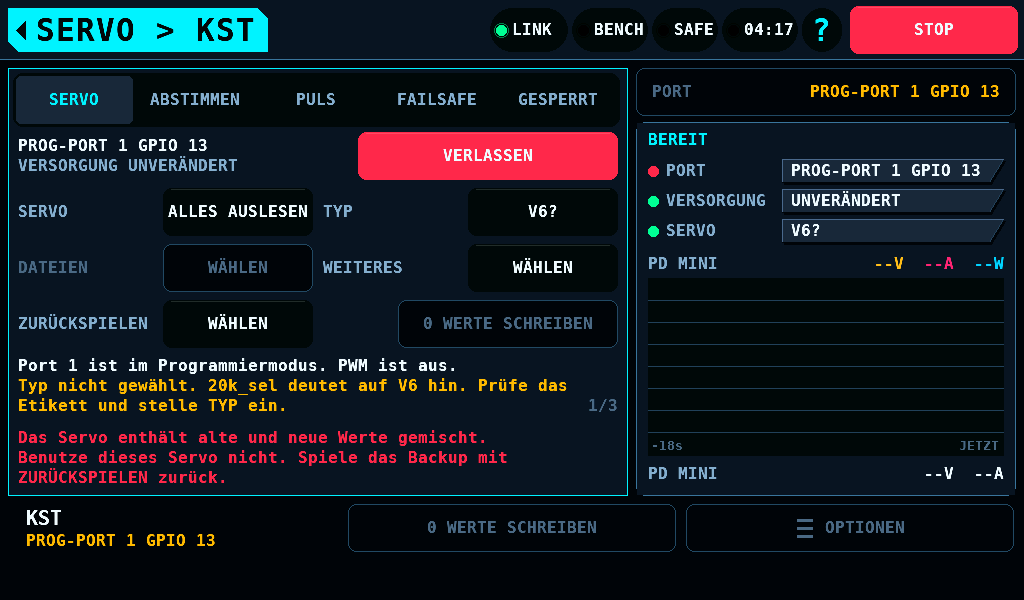 SERVO > KST
LINK
BENCH
SAFE
04:17
?
STOP
SERVO
ABSTIMMEN
PULS
FAILSAFE
GESPERRT
PROG-PORT 1 GPIO 13
VERSORGUNG UNVERÄNDERT
VERLASSEN
SERVO
ALLES AUSLESEN
TYP
V6?
DATEIEN
WÄHLEN
WEITERES
WÄHLEN
ZURÜCKSPIELEN
WÄHLEN
0 WERTE SCHREIBEN
Port 1 ist im Programmiermodus. PWM ist aus.
Typ nicht gewählt. 20k_sel deutet auf V6 hin. Prüfe das
Etikett und stelle TYP ein.
1/3
Das Servo enthält alte und neue Werte gemischt.
Benutze dieses Servo nicht. Spiele das Backup mit
ZURÜCKSPIELEN zurück.
PORT
PROG-PORT 1 GPIO 13
BEREIT
PORT
PROG-PORT 1 GPIO 13
VERSORGUNG
UNVERÄNDERT
SERVO
V6?
PD MINI
--V
--A
--W
-18s
JETZT
PD MINI
--V
--A
KST
PROG-PORT 1 GPIO 13
0 WERTE SCHREIBEN
OPTIONEN